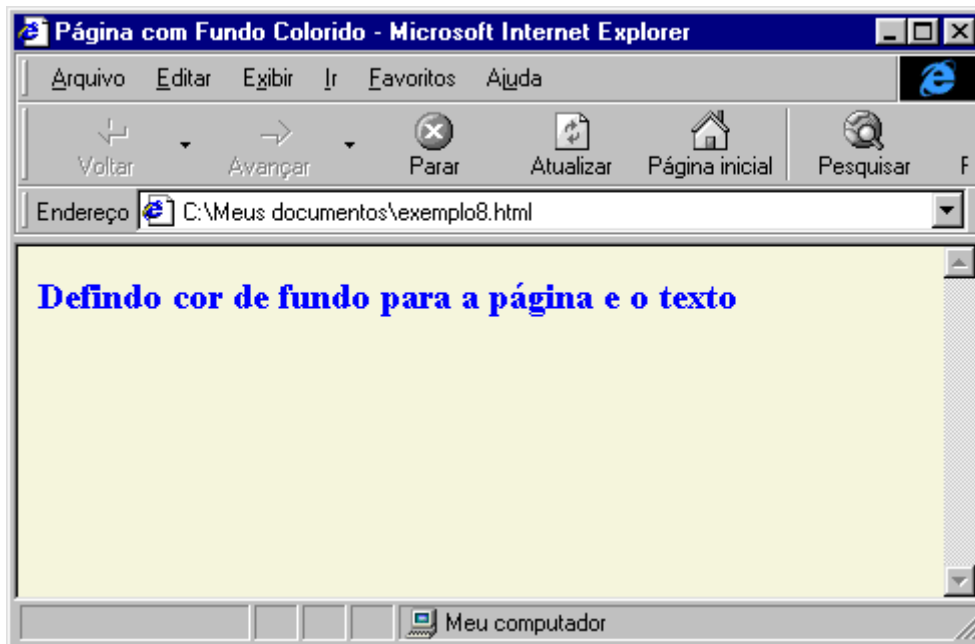 Página com Fundo Colorido - Microsoft Internet Explorer
Arquivo Editar Exibir Ir Favoritos Ajuda
Voltar Avançar Parar Atualizar Página inicial Pesquisar F
Endereço C:\Meus documentos\exemplo8.html
Defindo cor de fundo para a página e o texto
Meu computador